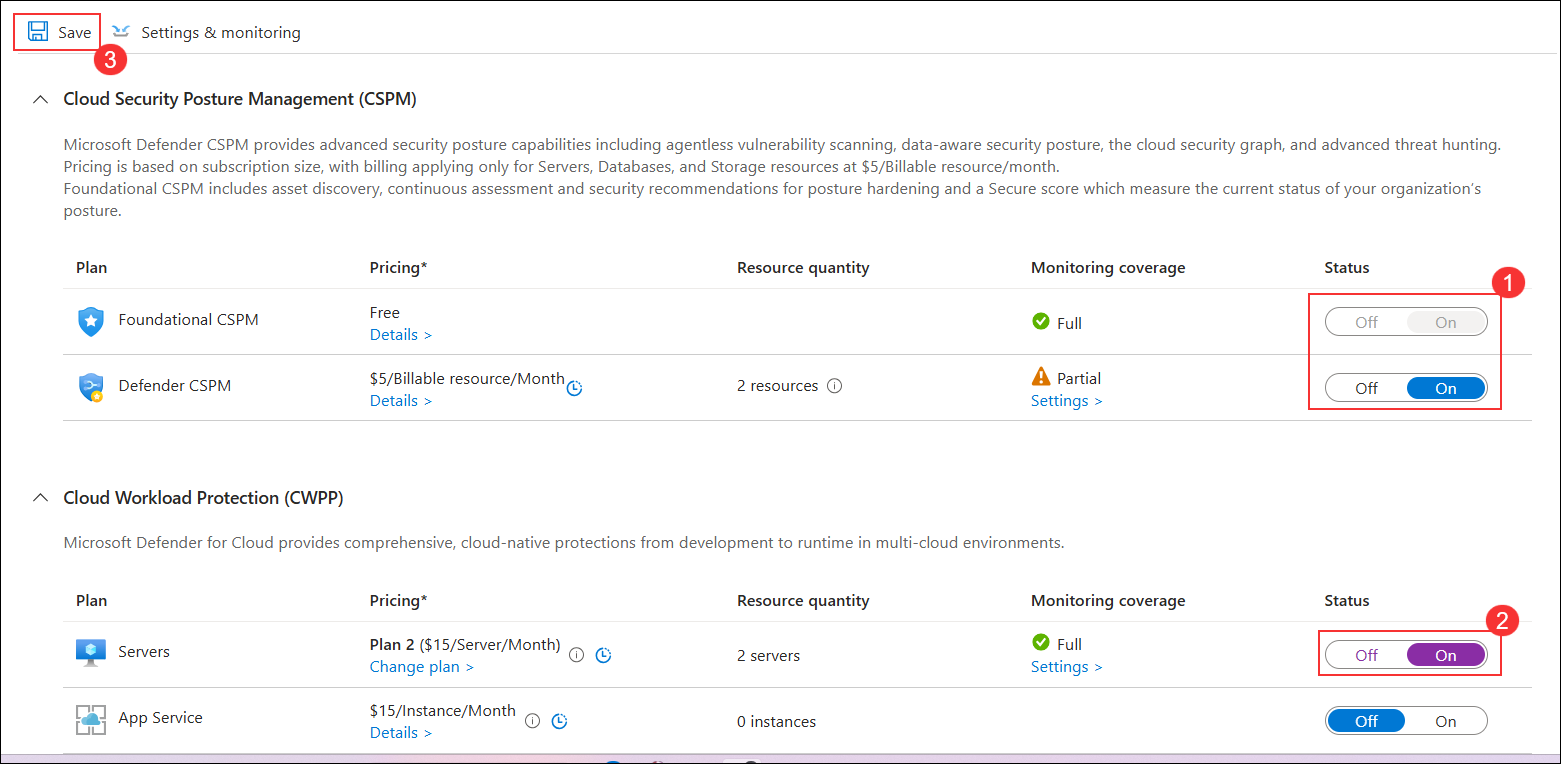 Save Settings & monitoring
3
Cloud Security Posture Management (CSPM)
Microsoft Defender CSPM provides advanced security posture capabilities including agentless vulnerability scanning, data-aware security posture, the cloud security graph, and advanced threat hunting.
Pricing is based on subscription size, with billing applying only for Servers, Databases, and Storage resources at $5/Billable resource/month.
Foundational CSPM includes asset discovery, continuous assessment and security recommendations for posture hardening and a Secure score which measure the current status of your organization’s
posture.
Plan Pricing* Resource quantity Monitoring coverage Status
1
Foundational CSPM Free Full Off On
Details >
Defender CSPM $5/Billable resource/Month 2 resources Partial Off On
Details > Settings >
Cloud Workload Protection (CWPP)
Microsoft Defender for Cloud provides comprehensive, cloud-native protections from development to runtime in multi-cloud environments.
Plan Pricing* Resource quantity Monitoring coverage Status
2
Servers Plan 2 ($15/Server/Month) 2 servers Full Off On
Change plan > Settings >
App Service $15/Instance/Month 0 instances Off On
Details >